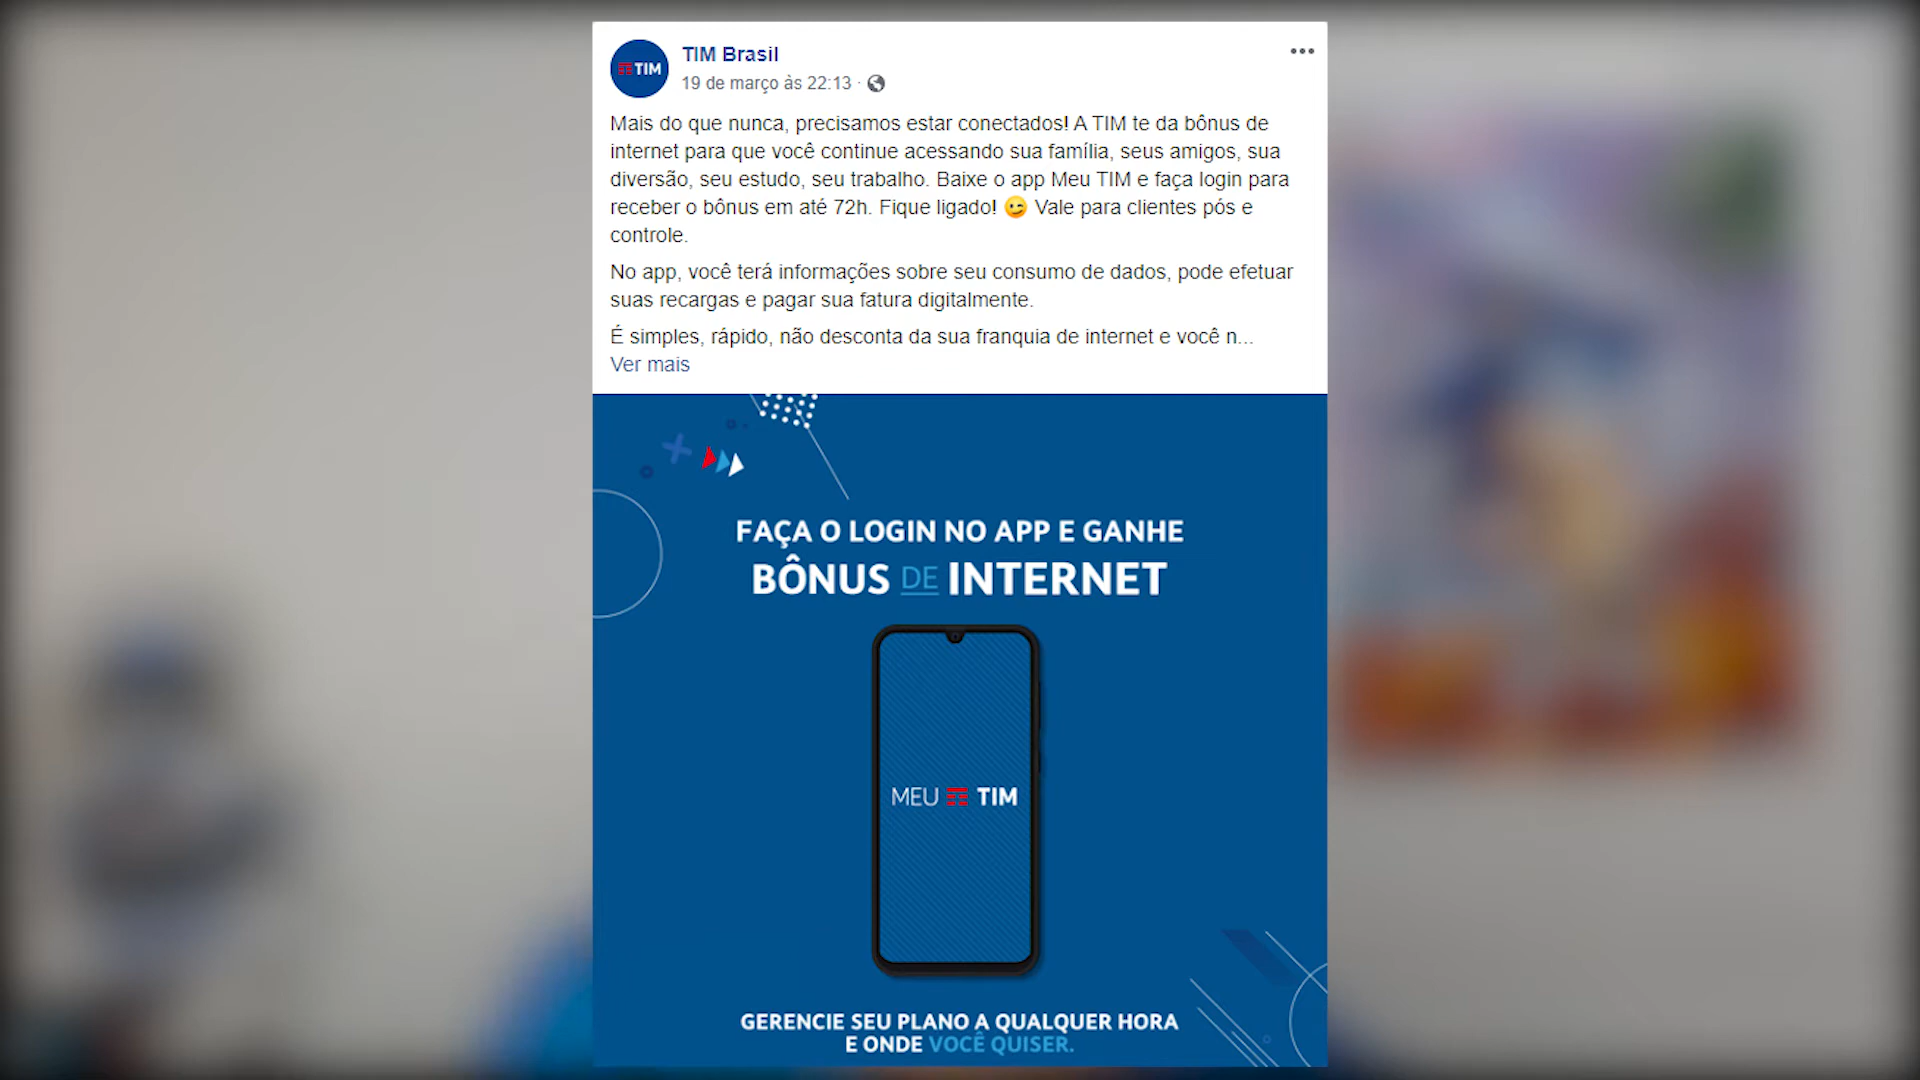 TIM
TIM Brasil
19 de março às 22:13 ·
Mais do que nunca, precisamos estar conectados! A TIM te da bônus de
internet para que você continue acessando sua família, seus amigos, sua
diversão, seu estudo, seu trabalho. Baixe o app Meu TIM e faça login para
receber o bônus em até 72h. Fique ligado! 😉 Vale para clientes pós e
controle.
No app, você terá informações sobre seu consumo de dados, pode efetuar
suas recargas e pagar sua fatura digitalmente.
É simples, rápido, não desconta da sua franquia de internet e você n...
Ver mais
FAÇA O LOGIN NO APP E GANHE
BÔNUS DE INTERNET
MEU TIM
GERENCIE SEU PLANO A QUALQUER HORA
E ONDE VOCÊ QUISER.